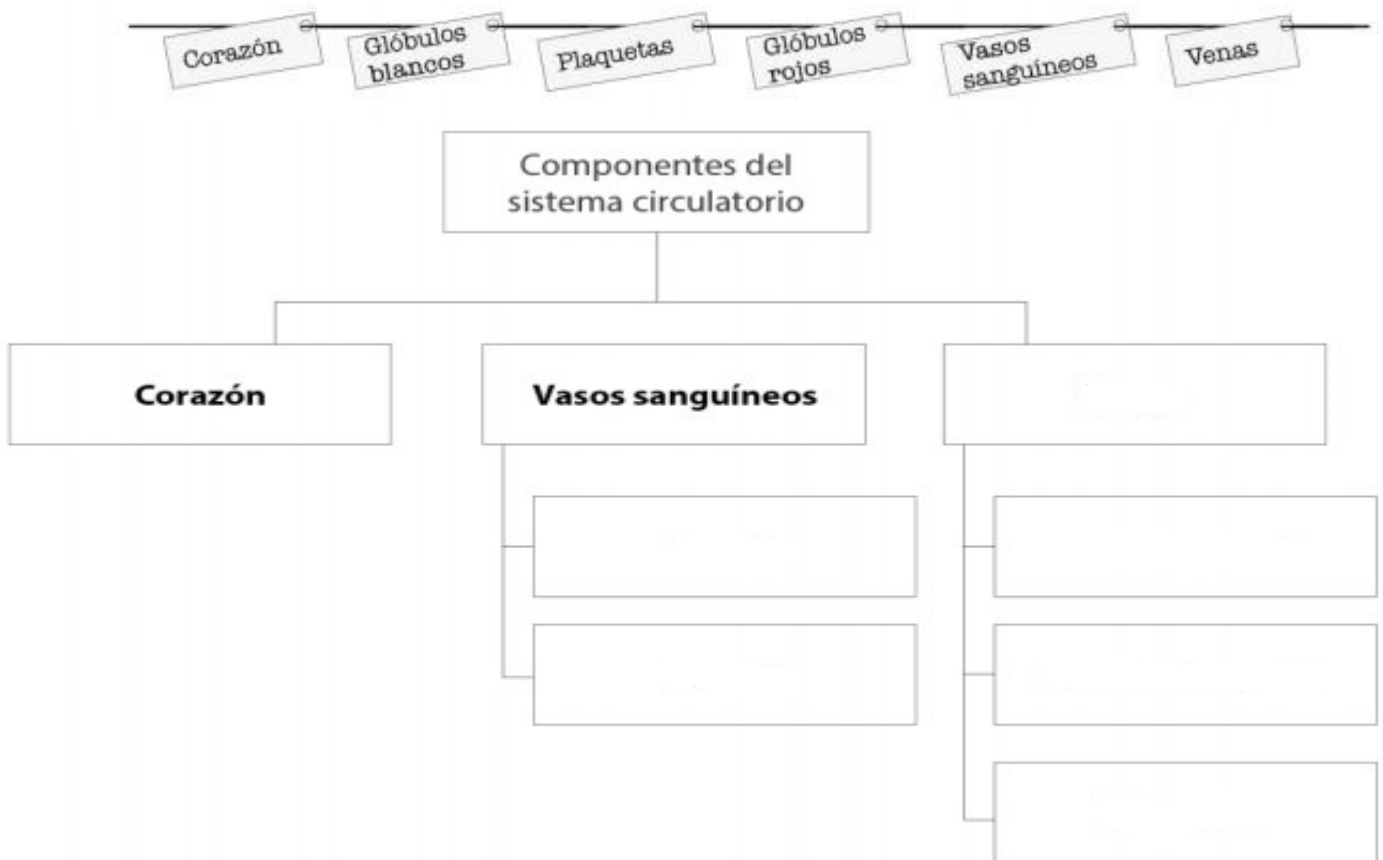 Corazón
Glóbulos
blancos
Plaquetas
Glóbulos
rojos
Vasos
sanguíneos
Venas
Componentes del
sistema circulatorio
Corazón
Vasos sanguíneos